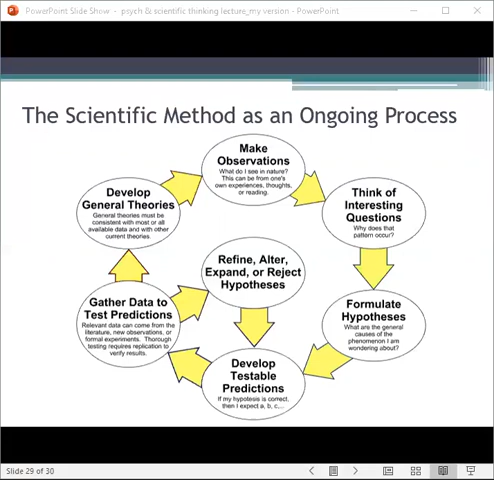 PowerPoint Slide Show - psych & scientific thinking lecture_my version - PowerPoint
The Scientific Method as an Ongoing Process
Make
Observations
What do I see in nature?
This can be from one's
own experiences, thoughts,
or reading.
Think of
Interesting
Questions
Why does that
pattern occur?
Formulate
Hypotheses
What are the general
causes of the
phenomenon I am
wondering about?
Develop
Testable
Predictions
If my hypotesis is correct,
then I expect a, b, c,...
Gather Data to
Test Predictions
Relevant data can come from the
literature, new observations, or
formal experiments. Thorough
testing requires replication to
verify results.
Refine, Alter,
Expand, or Reject
Hypotheses
Develop
General Theories
General theories must be
consistent with most or all
available data and with other
current theories.
Slide 29 of 30